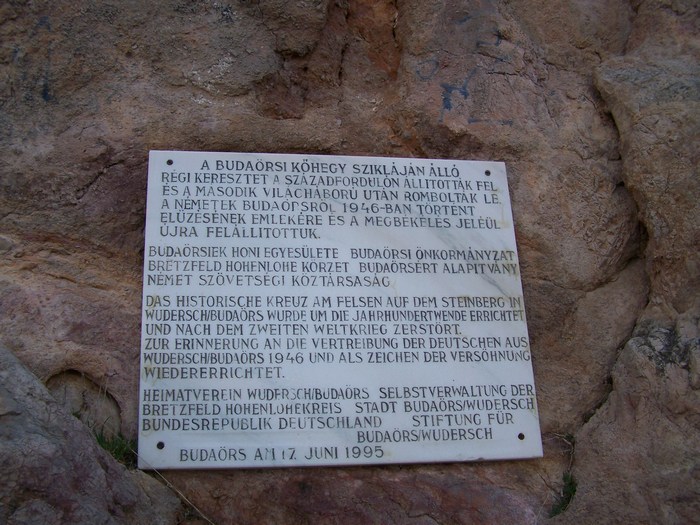 A BUDAÖRSI KŐHEGY SZIKLÁJÁN ÁLLÓ
RÉGI KERESZTET A SZÁZADFORDULÓN ÁLLITOTTÁK FEL
ÉS A MÁSODIK VILÁGHÁBORÚ UTÁN ROMBOLTÁK LE.
A NÉMETEK BUDAÖRSRŐL 1946-BAN TÖRTÉNT
ELŰZÉSÉNEK EMLÉKÉRE ÉS A MEGBÉKÉLÉS JELÉÜL
ÚJRA FELÁLLITOTTUK.
BUDAÖRSIEK HONI EGYESÜLETE BUDAÖRSI ÖNKORMÁNYZAT
BRETZFELD HOHENLOHE KÖRZET BUDAÖRSÉRT ALAPITVÁNY
NÉMET SZÖVETSÉGI KÖZTÁRSASÁG
DAS HISTORISCHE KREUZ AM FELSEN AUF DEM STEINBERG IN
WUDERSCH/BUDAÖRS WURDE UM DIE JAHRHUNDERTWENDE ERRICHTET
UND NACH DEM ZWEITEN WELTKRIEG ZERSTÖRT.
ZUR ERINNERUNG AN DIE VERTREIBUNG DER DEUTSCHEN AUS
WUDERSCH/BUDAÖRS 1946 UND ALS ZEICHEN DER VERSÖHNUNG
WIEDERERRICHTET.
HEIMATVEREIN WUDERSCH/BUDAÖRS SELBSTVERWALTUNG DER
BRETZFELD HOHENLOHEKREIS STADT BUDAÖRS/WUDERSCH
BUNDESREPUBLIK DEUTSCHLAND STIFTUNG FÜR
BUDAÖRS/WUDERSCH
BUDAÖRS AM 17. JUNI 1995